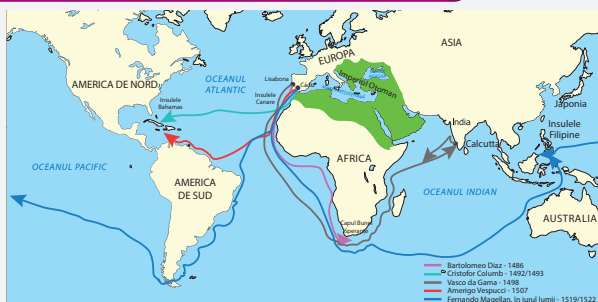 ASIA
EUROPA
AMERICA DE NORD
OCEANUL
ATLANTIC
Lisabona
Imperiul Otoman
Insulele
Bahamas
Insulele
Canare
Japonia
India
Calcutta
Insulele
Filipine
AFRICA
OCEANUL PACIFIC
AMERICA
DE SUD
OCEANUL INDIAN
AUSTRALIA
Capul Bunei
Speranțe
Bartolomeo Diaz - 1486
Cristofor Columb - 1492/1493
Vasco da Gama - 1498
Amerigo Vespucci - 1507
Fernando Magellan, în jurul lumii - 1519/1522